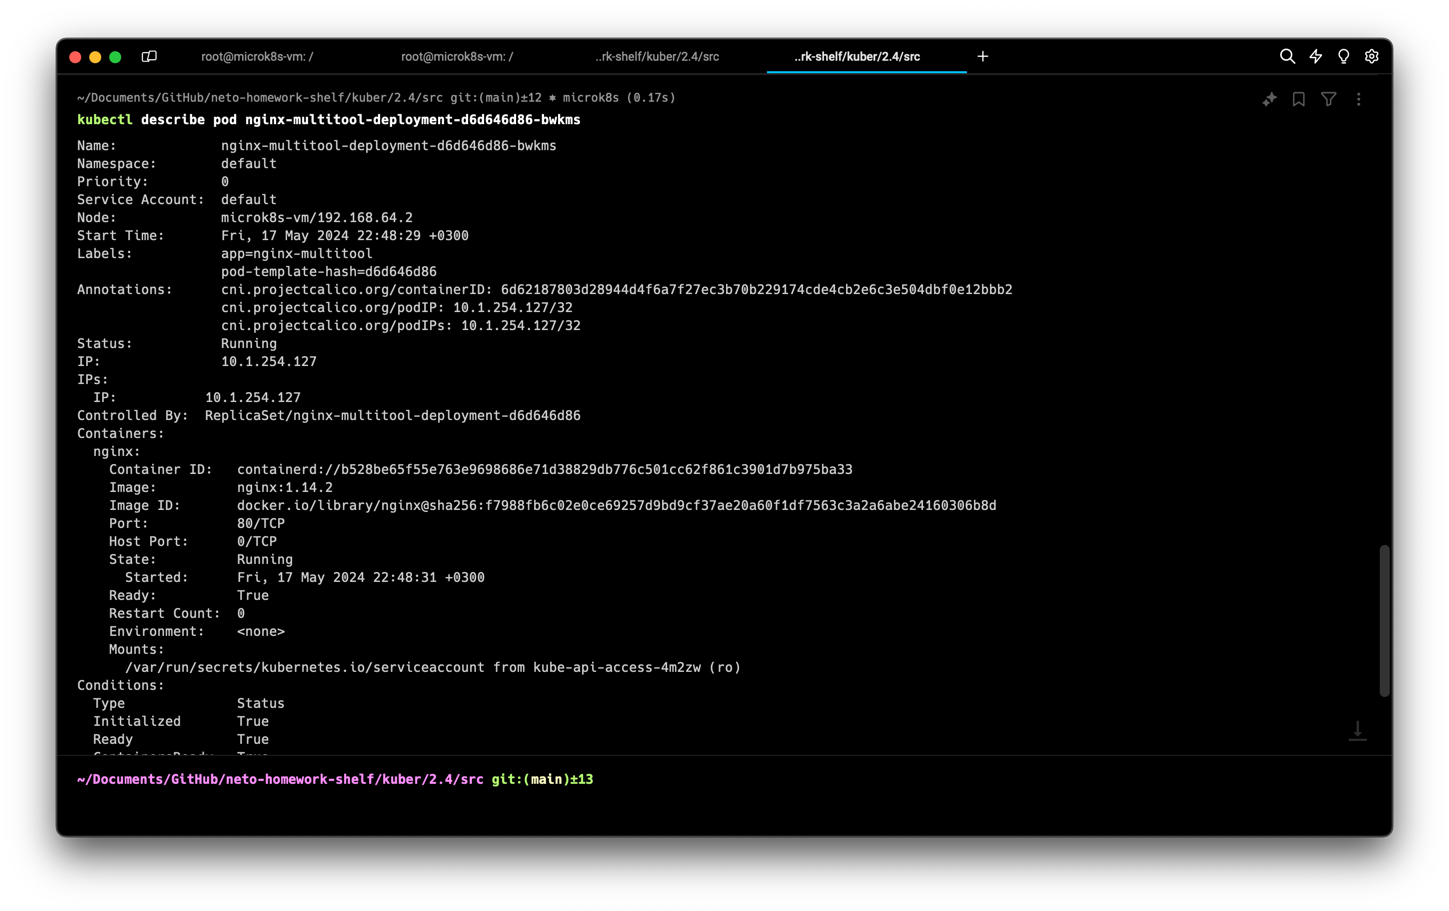 root@microk8s-vm: /
root@microk8s-vm: /
..rk-shelf/kuber/2.4/src
..rk-shelf/kuber/2.4/src
~/Documents/GitHub/neto-homework-shelf/kuber/2.4/src git:(main)±12 ⎈ microk8s (0.17s)
kubectl describe pod nginx-multitool-deployment-d6d646d86-bwkms
Name: nginx-multitool-deployment-d6d646d86-bwkms
Namespace: default
Priority: 0
Service Account: default
Node: microk8s-vm/192.168.64.2
Start Time: Fri, 17 May 2024 22:48:29 +0300
Labels: app=nginx-multitool
pod-template-hash=d6d646d86
Annotations: cni.projectcalico.org/containerID: 6d62187803d28944d4f6a7f27ec3b70b229174cde4cb2e6c3e504dbf0e12bbb2
cni.projectcalico.org/podIP: 10.1.254.127/32
cni.projectcalico.org/podIPs: 10.1.254.127/32
Status: Running
IP: 10.1.254.127
IPs:
IP: 10.1.254.127
Controlled By: ReplicaSet/nginx-multitool-deployment-d6d646d86
Containers:
nginx:
Container ID: containerd://b528be65f55e763e9698686e71d38829db776c501cc62f861c3901d7b975ba33
Image: nginx:1.14.2
Image ID: docker.io/library/nginx@sha256:f7988fb6c02e0ce69257d9bd9cf37ae20a60f1df7563c3a2a6abe24160306b8d
Port: 80/TCP
Host Port: 0/TCP
State: Running
Started: Fri, 17 May 2024 22:48:31 +0300
Ready: True
Restart Count: 0
Environment: <none>
Mounts:
/var/run/secrets/kubernetes.io/serviceaccount from kube-api-access-4m2zw (ro)
Conditions:
Type Status
Initialized True
Ready True
ContainersReady True
~/Documents/GitHub/neto-homework-shelf/kuber/2.4/src git:(main)±13